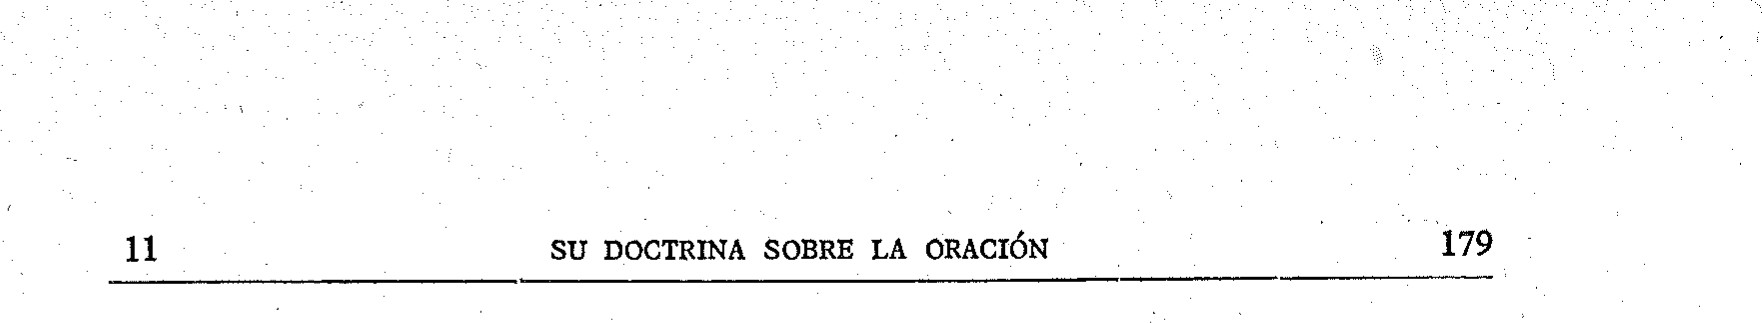 11 SU DOCTRINA SOBRE LA ORACIÓN 179